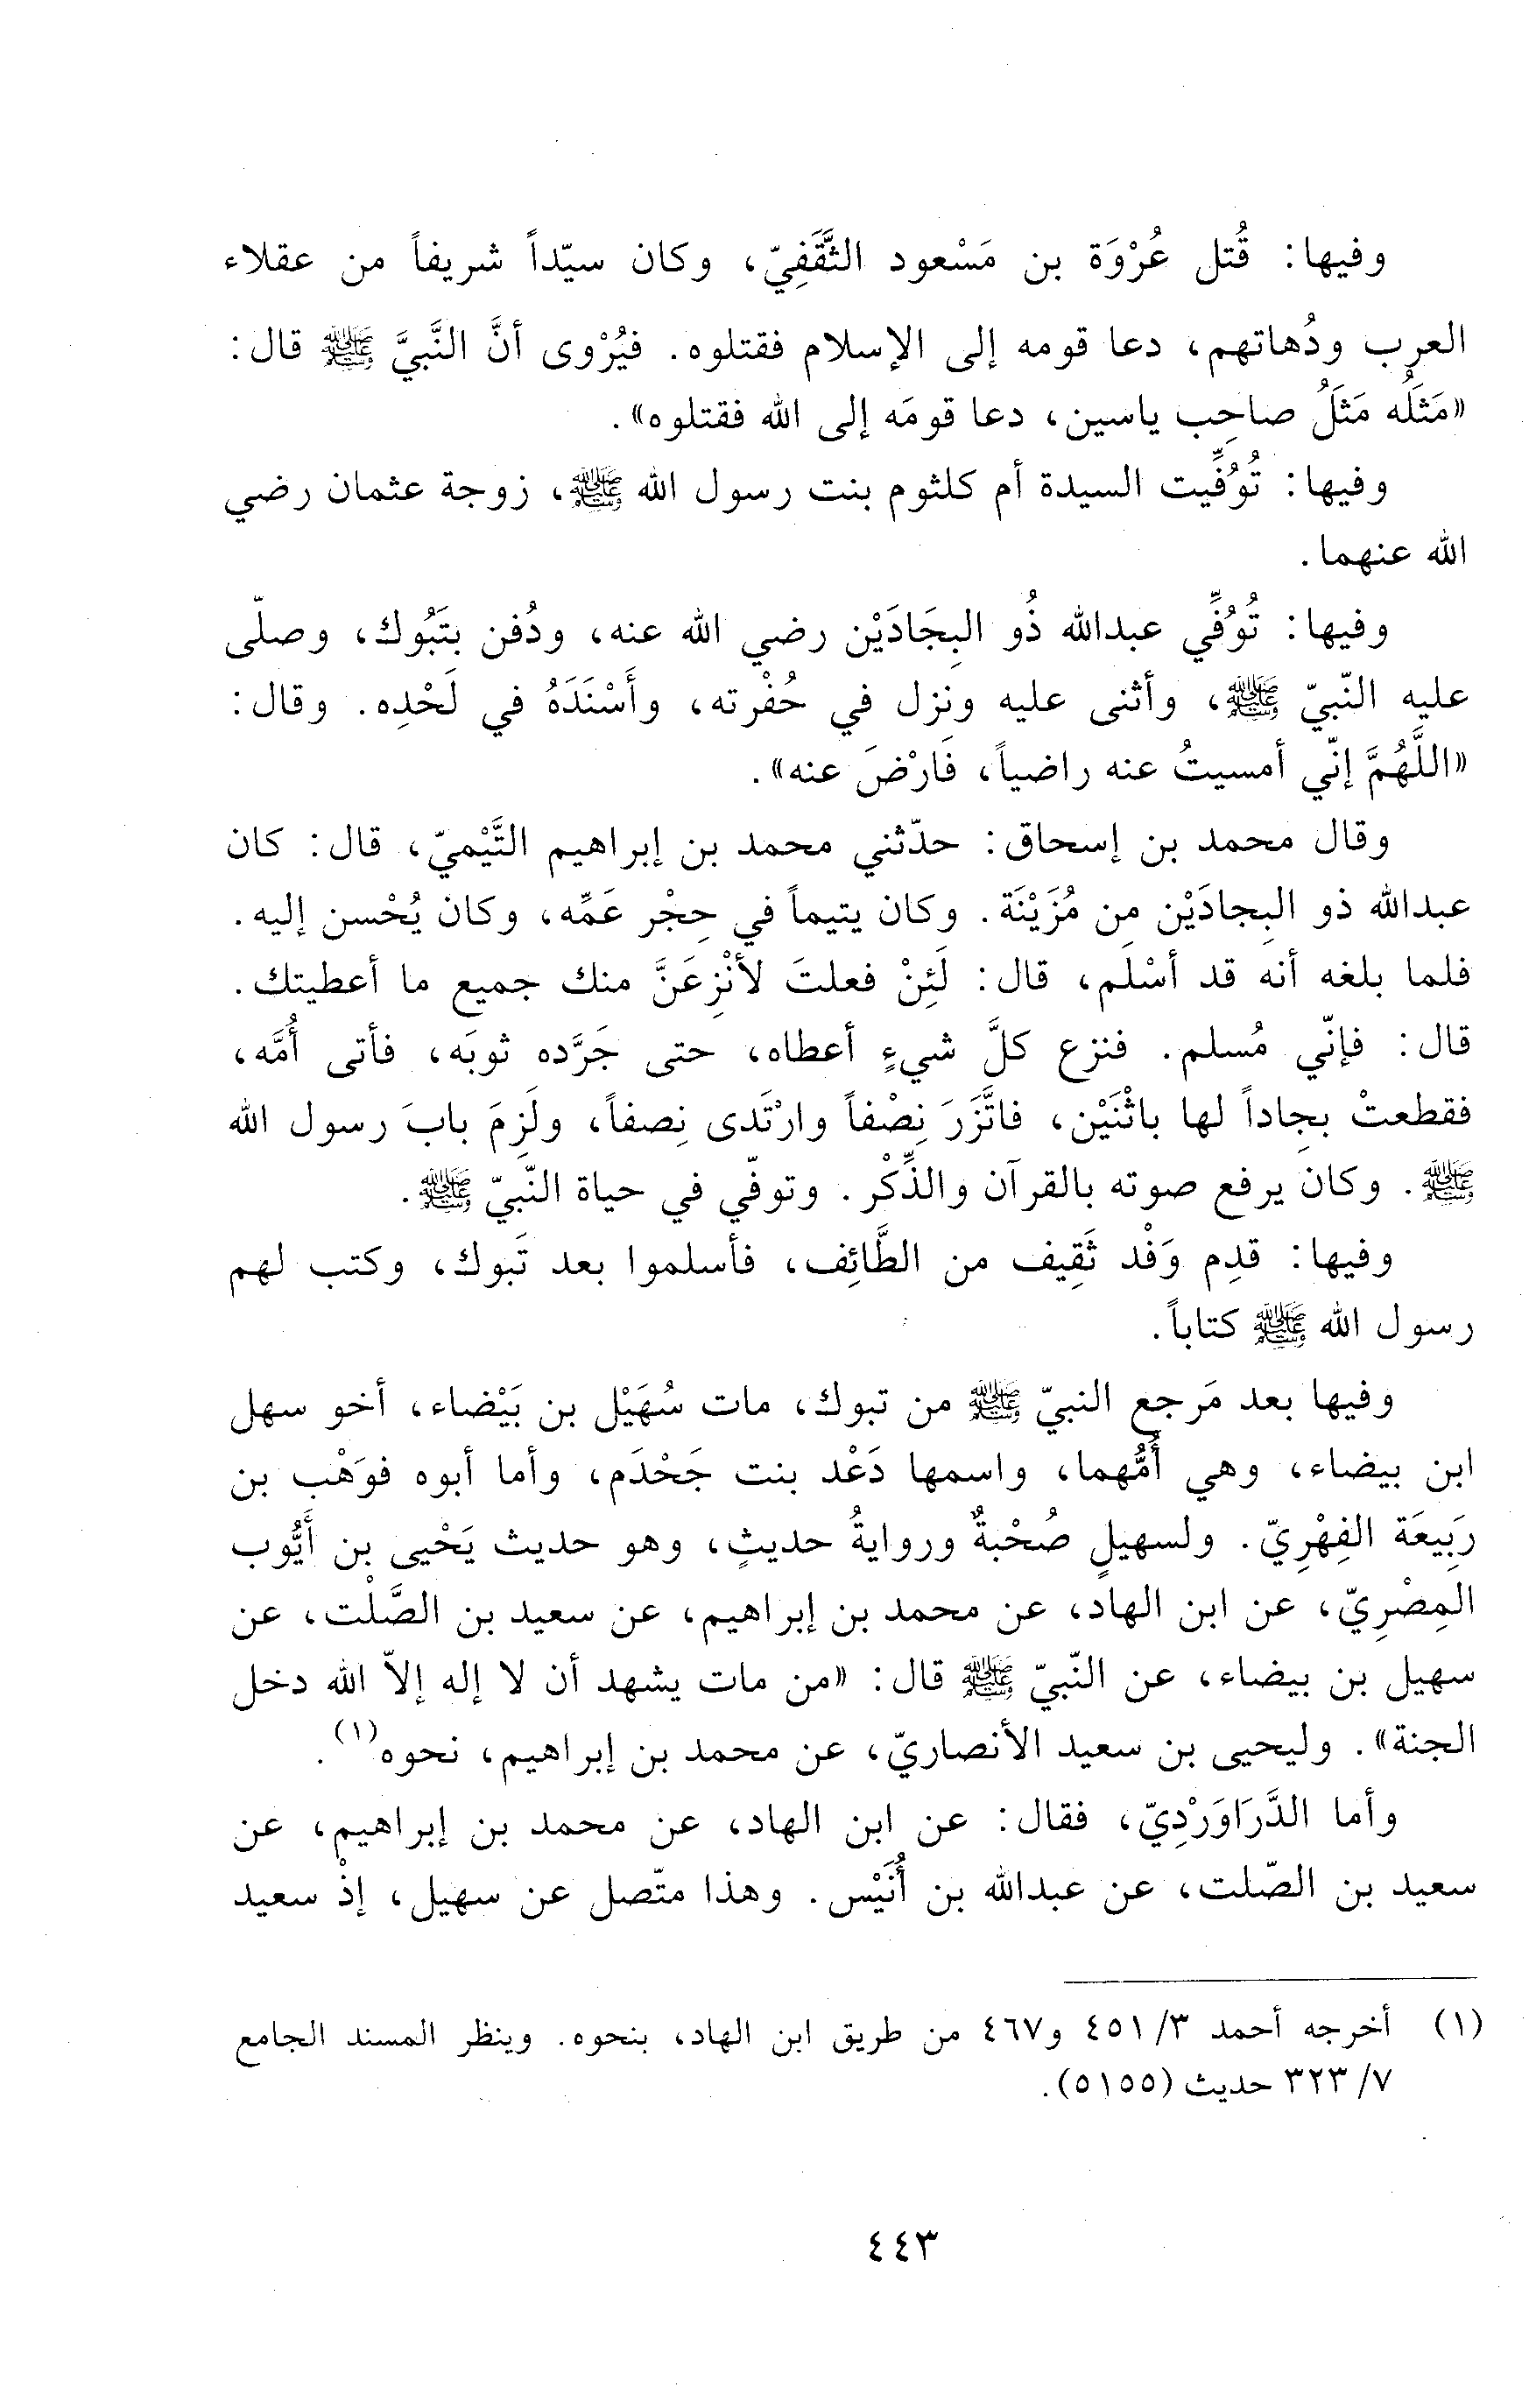 وفيها: قُتل عُرْوَة بن مَسْعود الثَّقَفِيّ، وكان سيّداً شريفاً من عقلاء
العرب ودُهاتهم، دعا قومه إلى الإسلام فقتلوه. فيُرْوى أنَّ النَّبيَّ ﷺ قال:
«مَثلُه مَثَلُ صاحِب ياسين، دعا قومَه إلى الله فقتلوه».
وفيها: تُوُفِّيت السيدة أم كلثوم بنت رسول الله ﷺ، زوجة عثمان رضي
الله عنهما.
وفيها: تُوُفِّي عبدالله ذُو البِجَادَيْن رضي الله عنه، ودُفن بتَبُوك، وصلّى
عليه النّبيّ ﷺ، وأثنى عليه ونزل في حُفْرته، وأَسْنَدَهُ في لَحْدِه. وقال:
«اللَّهُمَّ إنّي أمسيتُ عنه راضياً، فَارْضَ عنه».
وقال محمد بن إسحاق: حدّثني محمد بن إبراهيم التَّيْميّ، قال: كان
عبدالله ذو البِجادَيْن مِن مُزَيْنَة. وكان يتيماً في حِجْر عَمِّه، وكان يُحْسن إليه.
فلما بلغه أنه قد أسْلَم، قال: لَئِنْ فعلتَ لأنْزِعَنَّ منك جميع ما أعطيتك.
قال: فإنّي مُسلم. فنزع كلَّ شيءٍ أعطاه، حتى جَرَّده ثوبَه، فأتى أُمَّه،
فقطعتْ بِجاداً لها باثْنَيْن، فاتَّزَرَ نِصْفاً وارْتَدى نِصفاً، ولَزِمَ بابَ رسول الله
ﷺ. وكان يرفع صوته بالقرآن والذِّكْر. وتوفّي في حياة النّبيّ ﷺ.
وفيها: قدِم وَفْد ثَقِيف من الطَّائِف، فأسلموا بعد تَبوك، وكتب لهم
رسول الله ﷺ كتاباً.
وفيها بعد مَرجع النبيّ ﷺ من تبوك، مات سُهَيْل بن بَيْضاء، أخو سهل
ابن بيضاء، وهي أُمُّهما، واسمها دَعْد بنت جَحْدَم، وأما أبوه فوَهْب بن
رَبِيعَة الفِهْرِيّ. ولسهيلٍ صُحْبةٌ وروايةُ حديثٍ، وهو حديث يَحْيى بن أَيُّوب
المِصْرِيّ، عن ابن الهاد، عن محمد بن إبراهيم، عن سعيد بن الصَّلْت، عن
سهيل بن بيضاء، عن النّبيّ ﷺ قال: «من مات يشهد أن لا إله إلاّ الله دخل
الجنة». وليحيى بن سعيد الأنصاريّ، عن محمد بن إبراهيم، نحوه(١).
وأما الدَّرَاوَرْدِيّ، فقال: عن ابن الهاد، عن محمد بن إبراهيم، عن
سعيد بن الصّلت، عن عبدالله بن أُنَيْس. وهذا متّصل عن سهيل، إذْ سعيد
(١) أخرجه أحمد ٣/ ٤٥١ و٤٦٧ من طريق ابن الهاد، بنحوه. وينظر المسند الجامع
٧/ ٣٢٣ حديث (٥١٥٥).
٤٤٣